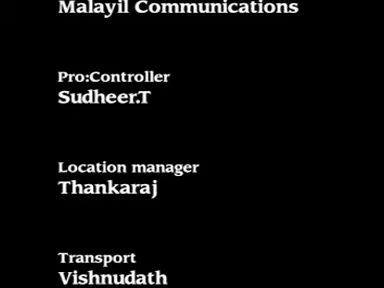 Malayil Communications
Pro:Controller
Sudheer.T
Location manager
Thankaraj
Transport
Vishnudath